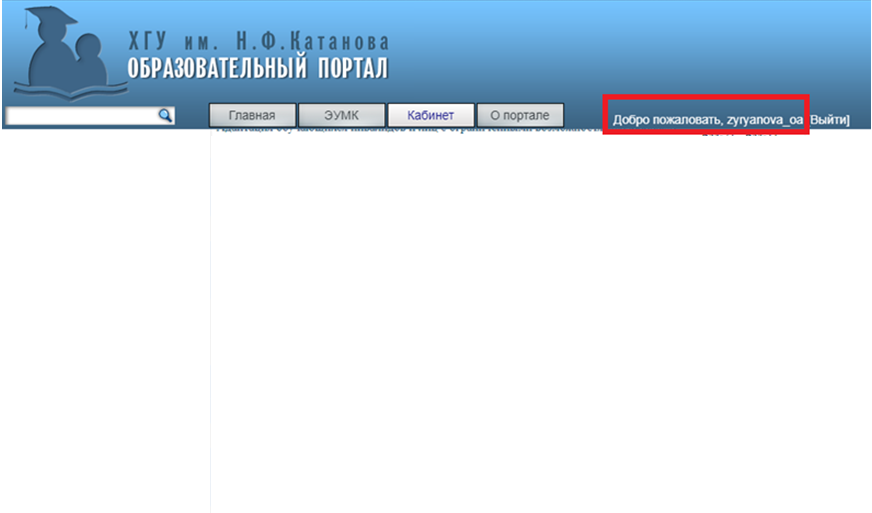 ХГУ им. Н.Ф.Катанова
ОБРАЗОВАТЕЛЬНЫЙ ПОРТАЛ
Главная ЭУМК Кабинет О портале Добро пожаловать, zyryanova_oa Выйти]